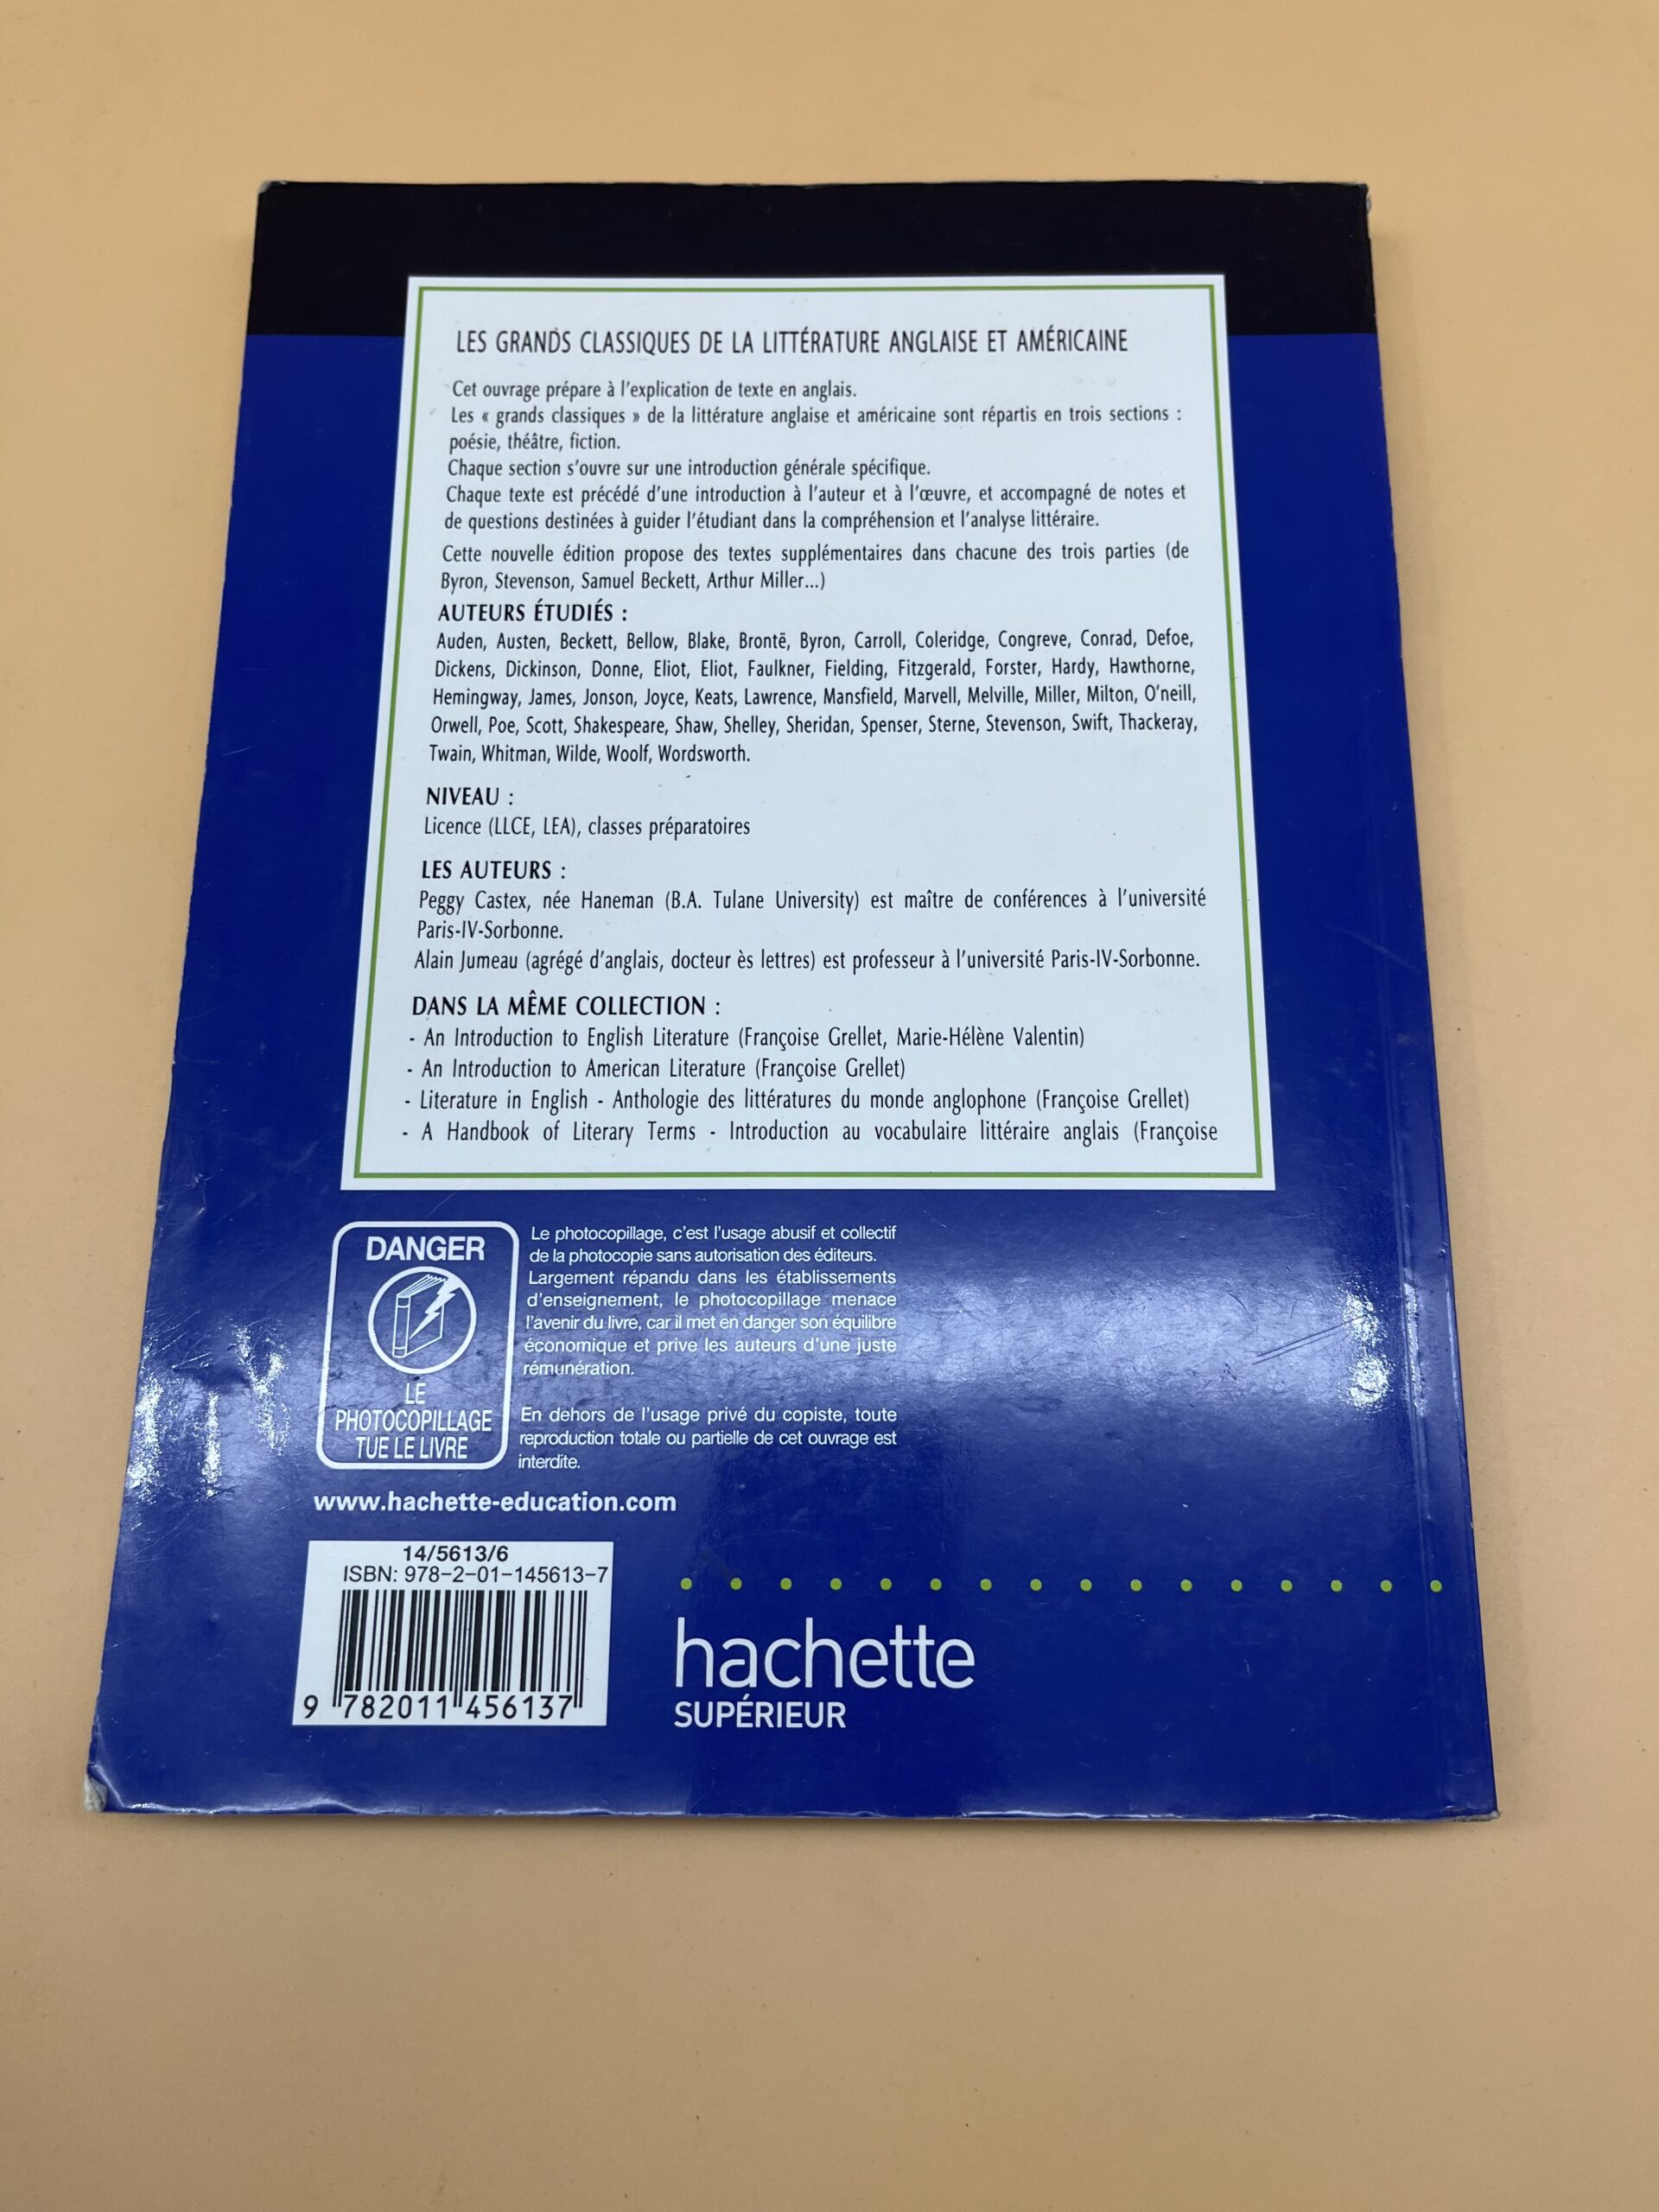 LES GRANDS CLASSIQUES DE LA LITTÉRATURE ANGLAISE ET AMÉRICAINE
Cet ouvrage prépare à l'explication de texte en anglais.
Les « grands classiques » de la littérature anglaise et américaine sont répartis en trois sections :
poésie, théâtre, fiction.
Chaque section s'ouvre sur une introduction générale spécifique.
Chaque texte est précédé d'une introduction à l'auteur et à l'œuvre, et accompagné de notes et
de questions destinées à guider l'étudiant dans la compréhension et l'analyse littéraire.
Cette nouvelle édition propose des textes supplémentaires dans chacune des trois parties (de
Byron, Stevenson, Samuel Beckett, Arthur Miller...)
AUTEURS ÉTUDIÉS :
Auden, Austen, Beckett, Bellow, Blake, Brontë, Byron, Carroll, Coleridge, Congreve, Conrad, Defoe,
Dickens, Dickinson, Donne, Eliot, Eliot, Faulkner, Fielding, Fitzgerald, Forster, Hardy, Hawthorne,
Hemingway, James, Jonson, Joyce, Keats, Lawrence, Mansfield, Marvell, Melville, Miller, Milton, O'neill,
Orwell, Poe, Scott, Shakespeare, Shaw, Shelley, Sheridan, Spenser, Sterne, Stevenson, Swift, Thackeray,
Twain, Whitman, Wilde, Woolf, Wordsworth.
NIVEAU :
Licence (LLCE, LEA), classes préparatoires
LES AUTEURS :
Peggy Castex, née Haneman (B.A. Tulane University) est maître de conférences à l'université
Paris-IV-Sorbonne.
Alain Jumeau (agrégé d'anglais, docteur ès lettres) est professeur à l'université Paris-IV-Sorbonne.
DANS LA MÊME COLLECTION :
- An Introduction to English Literature (Françoise Grellet, Marie-Hélène Valentin)
- An Introduction to American Literature (Françoise Grellet)
- Literature in English - Anthologie des littératures du monde anglophone (Françoise Grellet)
- A Handbook of Literary Terms - Introduction au vocabulaire littéraire anglais (Françoise
DANGER
LE
PHOTOCOPILLAGE
TUE LE LIVRE
Le photocopillage, c'est l'usage abusif et collectif
de la photocopie sans autorisation des éditeurs.
Largement répandu dans les établissements
d'enseignement, le photocopillage menace
l'avenir du livre, car il met en danger son équilibre
économique et prive les auteurs d'une juste
rémunération.
En dehors de l'usage privé du copiste, toute
reproduction totale ou partielle de cet ouvrage est
interdite.
www.hachette-education.com
14/5613/6
ISBN: 978-2-01-145613-7
9 782011 456137
hachette
SUPÉRIEUR